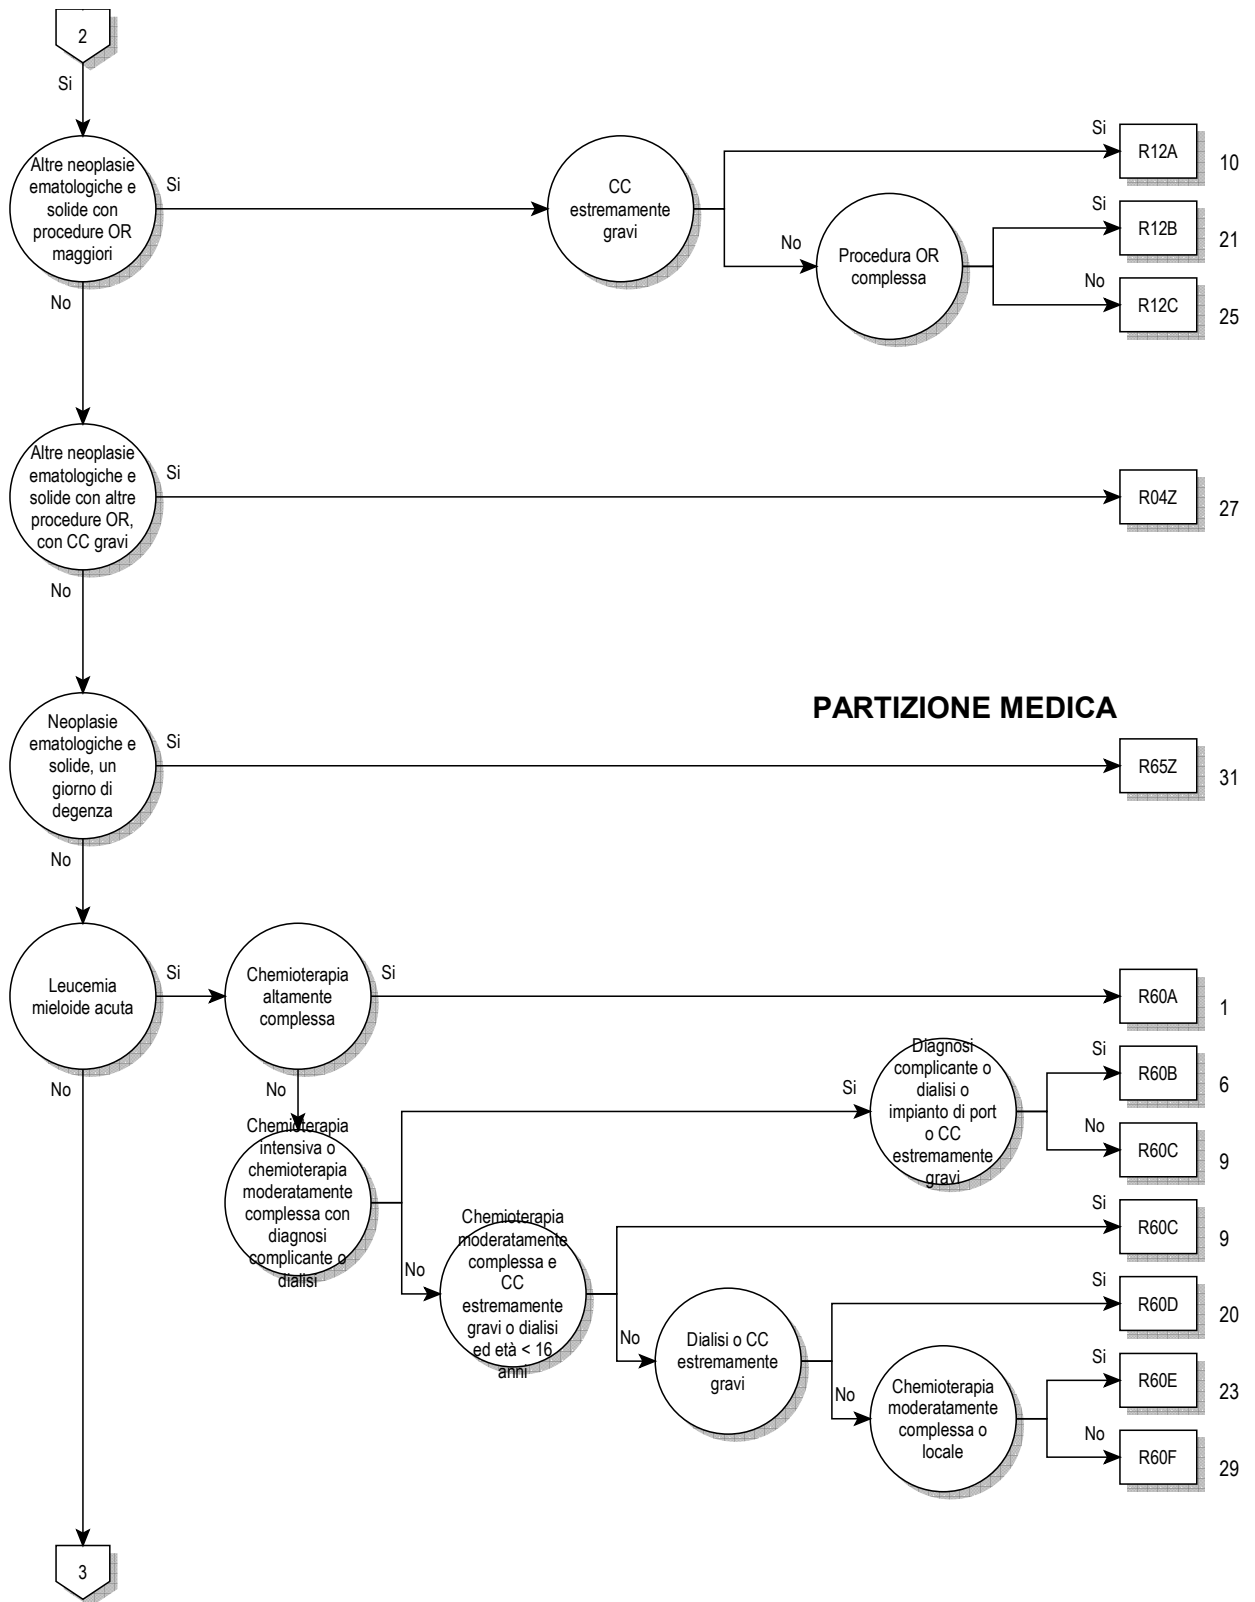 2
Si
Altre neoplasie
ematologiche e
solide con
procedure OR
maggiori
Si
CC
estremamente
gravi
Si
R12A
10
No
Procedura OR
complessa
Si
R12B
21
No
R12C
25
No
Altre neoplasie
ematologiche e
solide con altre
procedure OR,
con CC gravi
Si
R04Z
27
No
PARTIZIONE MEDICA
Neoplasie
ematologiche e
solide, un
giorno di
degenza
Si
R65Z
31
No
Leucemia
mieloide acuta
Si
Chemioterapia
altamente
complessa
Si
R60A
1
No
No
Chemioterapia
intensiva o
chemioterapia
moderatamente
complessa con
diagnosi
complicante o
dialisi
Si
Diagnosi
complicante o
dialisi o
impianto di port
o CC
estremamente
gravi
Si
R60B
6
No
R60C
9
No
Chemioterapia
moderatamente
complessa e
CC
estremamente
gravi o dialisi
ed età < 16
anni
Si
R60C
9
No
Dialisi o CC
estremamente
gravi
Si
R60D
20
No
Chemioterapia
moderatamente
complessa o
locale
Si
R60E
23
No
R60F
29
3